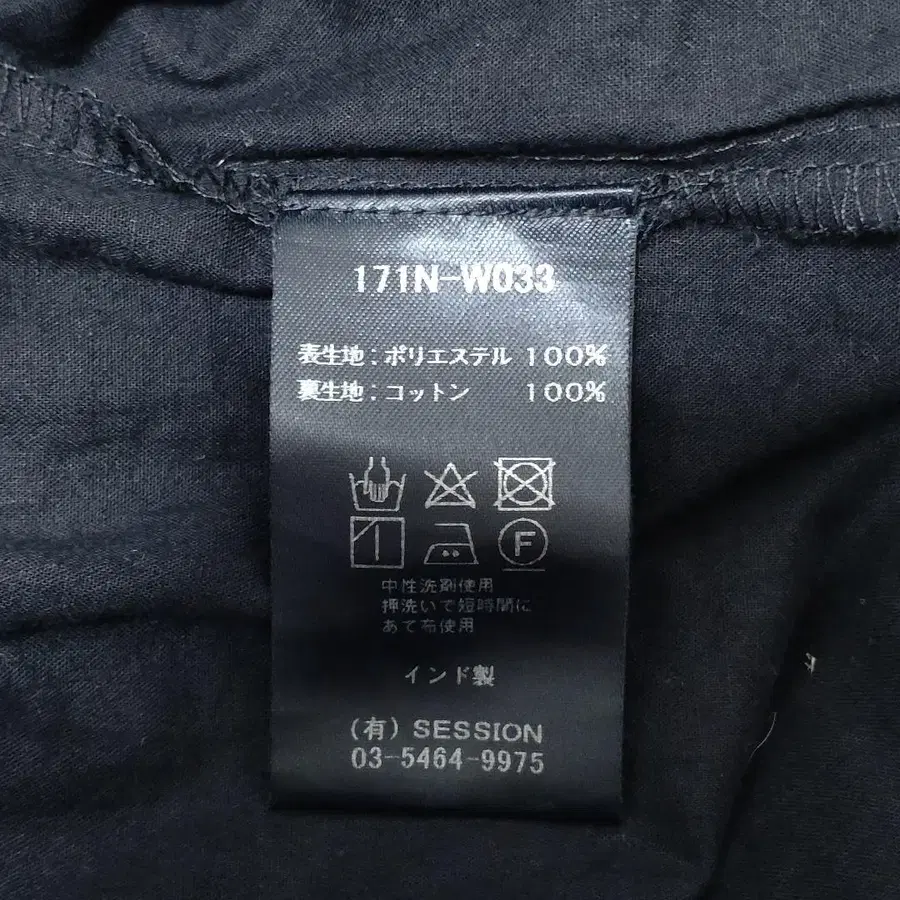 171N-W033
表生地：ポリエステル 100%
裏生地：コットン 100%
F
中性洗剤使用
押洗いで短時間に
あて布使用
インド製
(有) SESSION
03-5464-9975